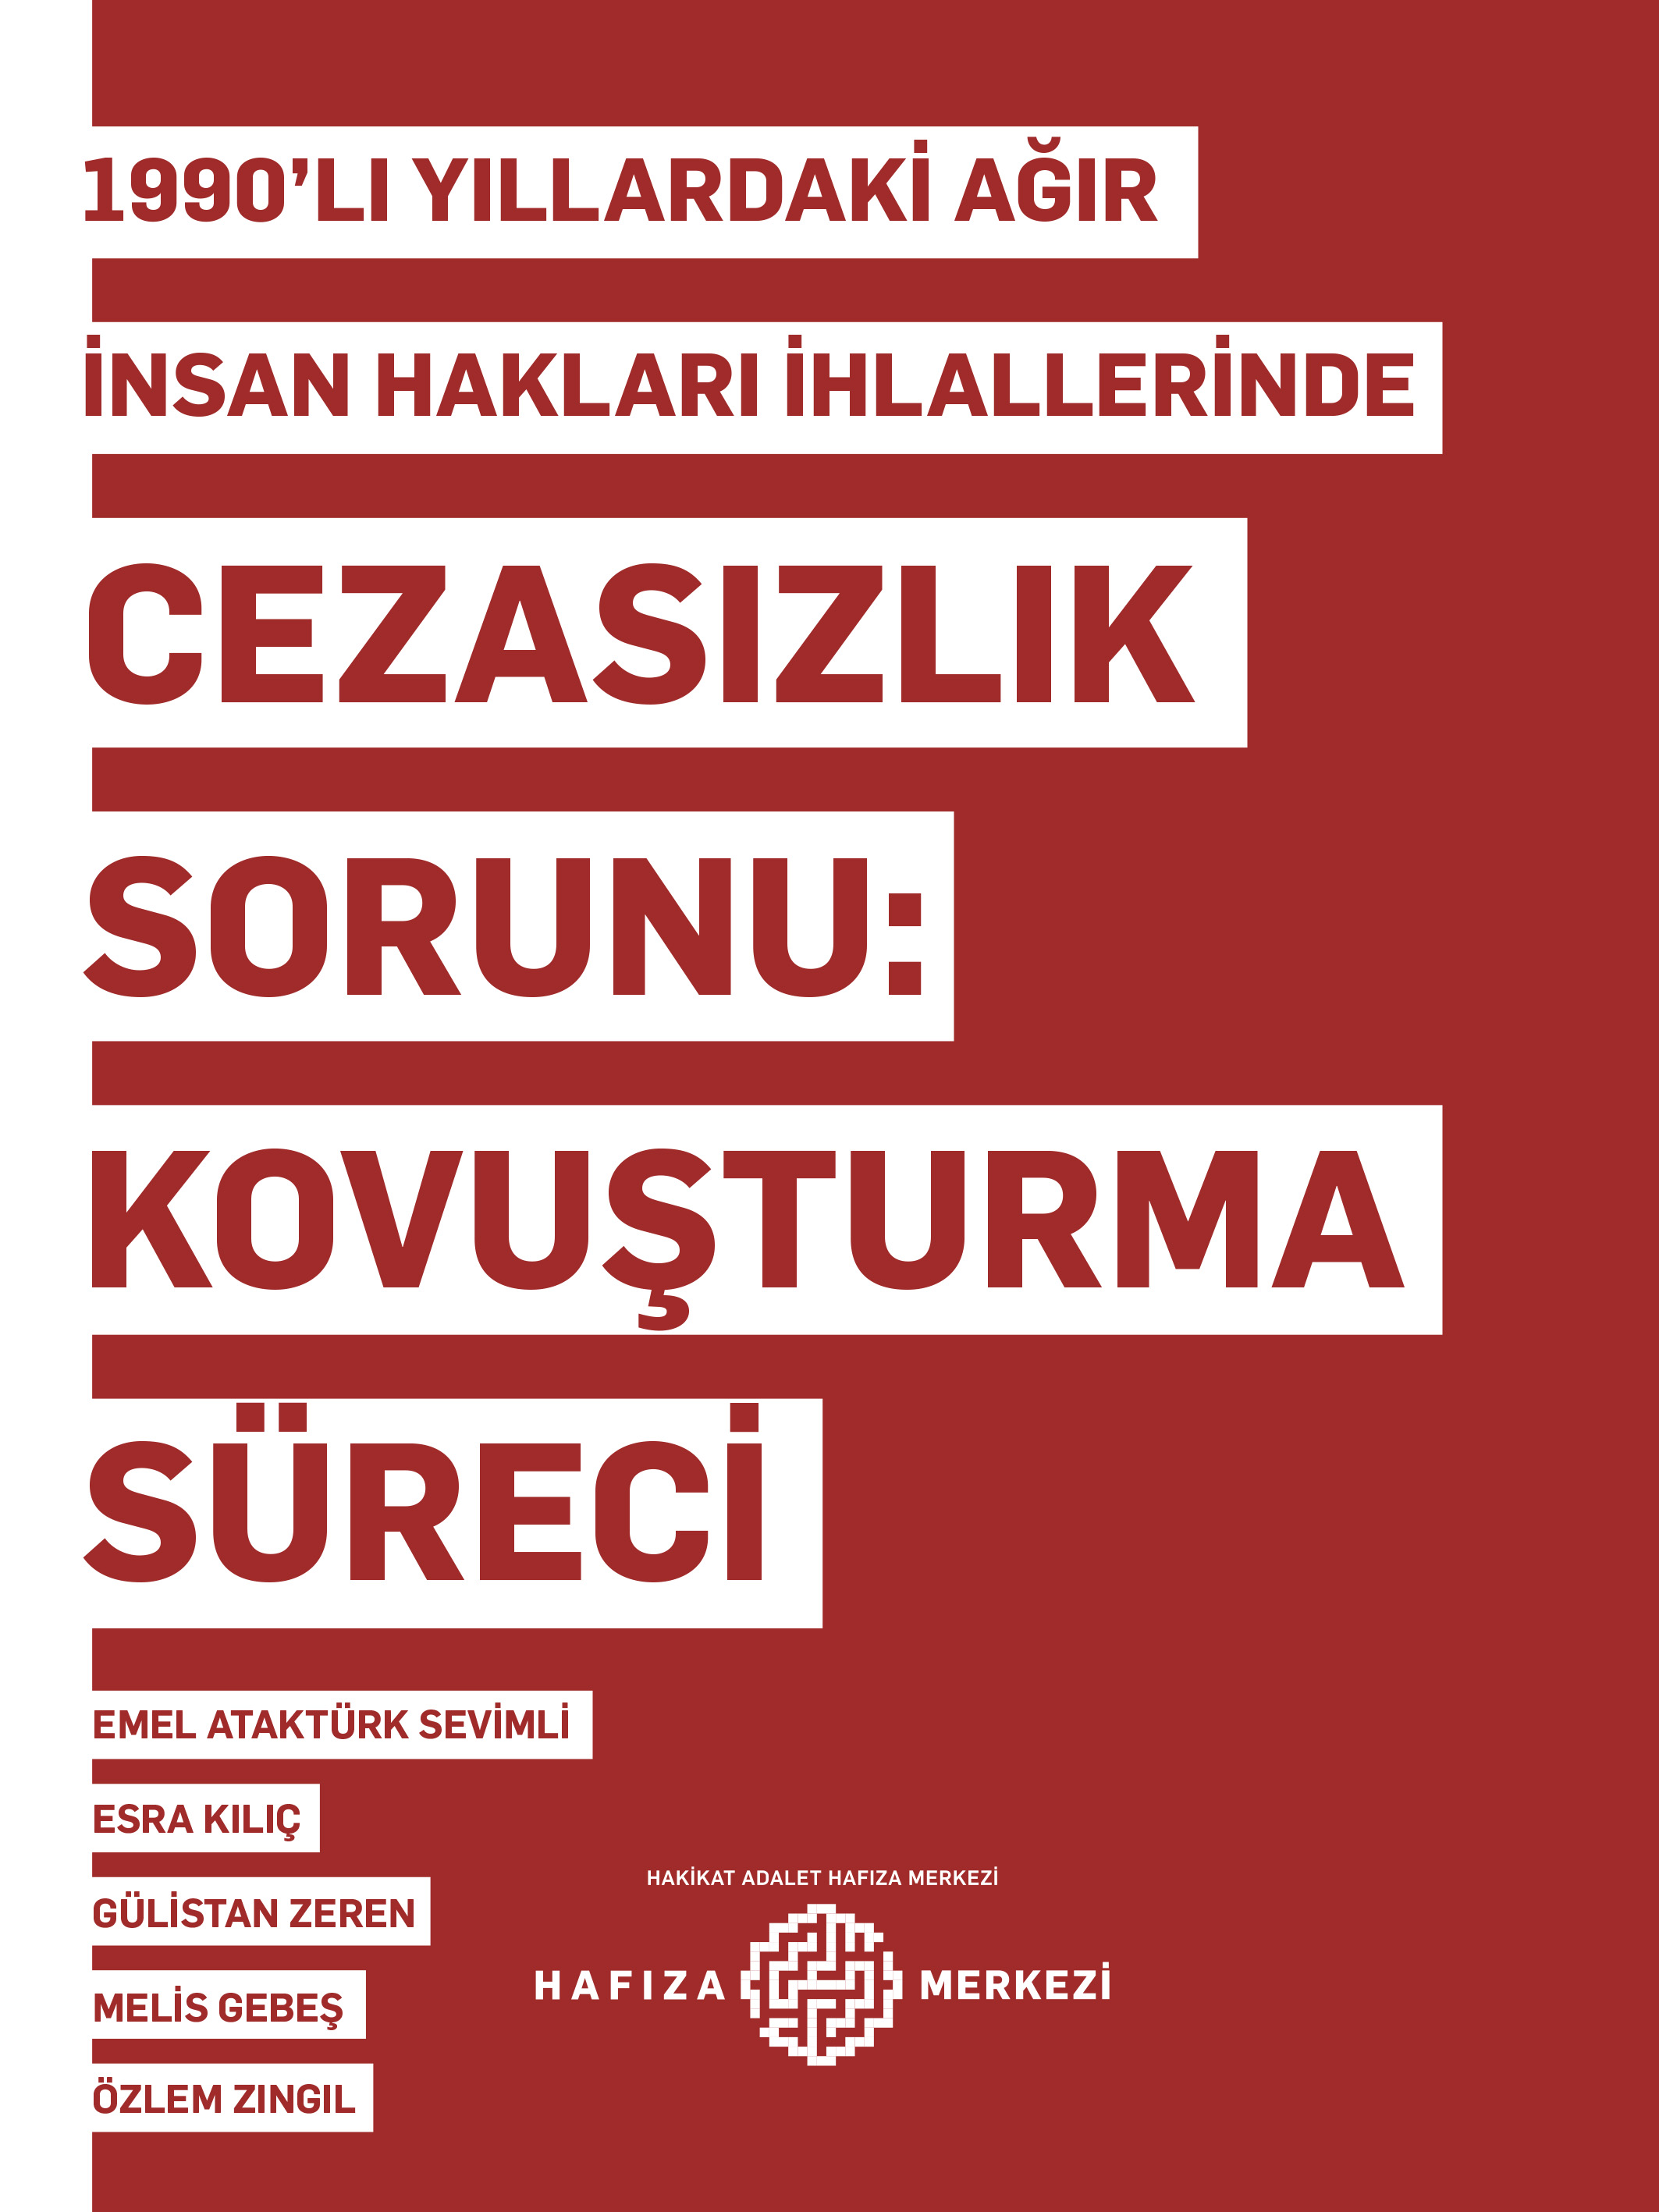 1990'LI YILLARDAKİ AĞIR
İNSAN HAKLARI İHLALLERİNDE
CEZASIZLIK
SORUNU:
KOVUŞTURMA
SÜRECİ
EMEL ATAKTÜRK SEVİMLİ
ESRA KILIÇ
GÜLİSTAN ZEREN
MELİS GEBEŞ
ÖZLEM ZINGIL
HAKİKAT ADALET HAFIZA MERKEZİ
HAFIZA MERKEZİ